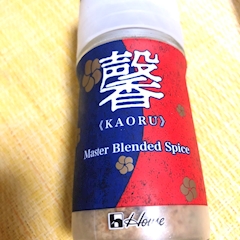 馨
《KAORU》
Master Blended Spice
House